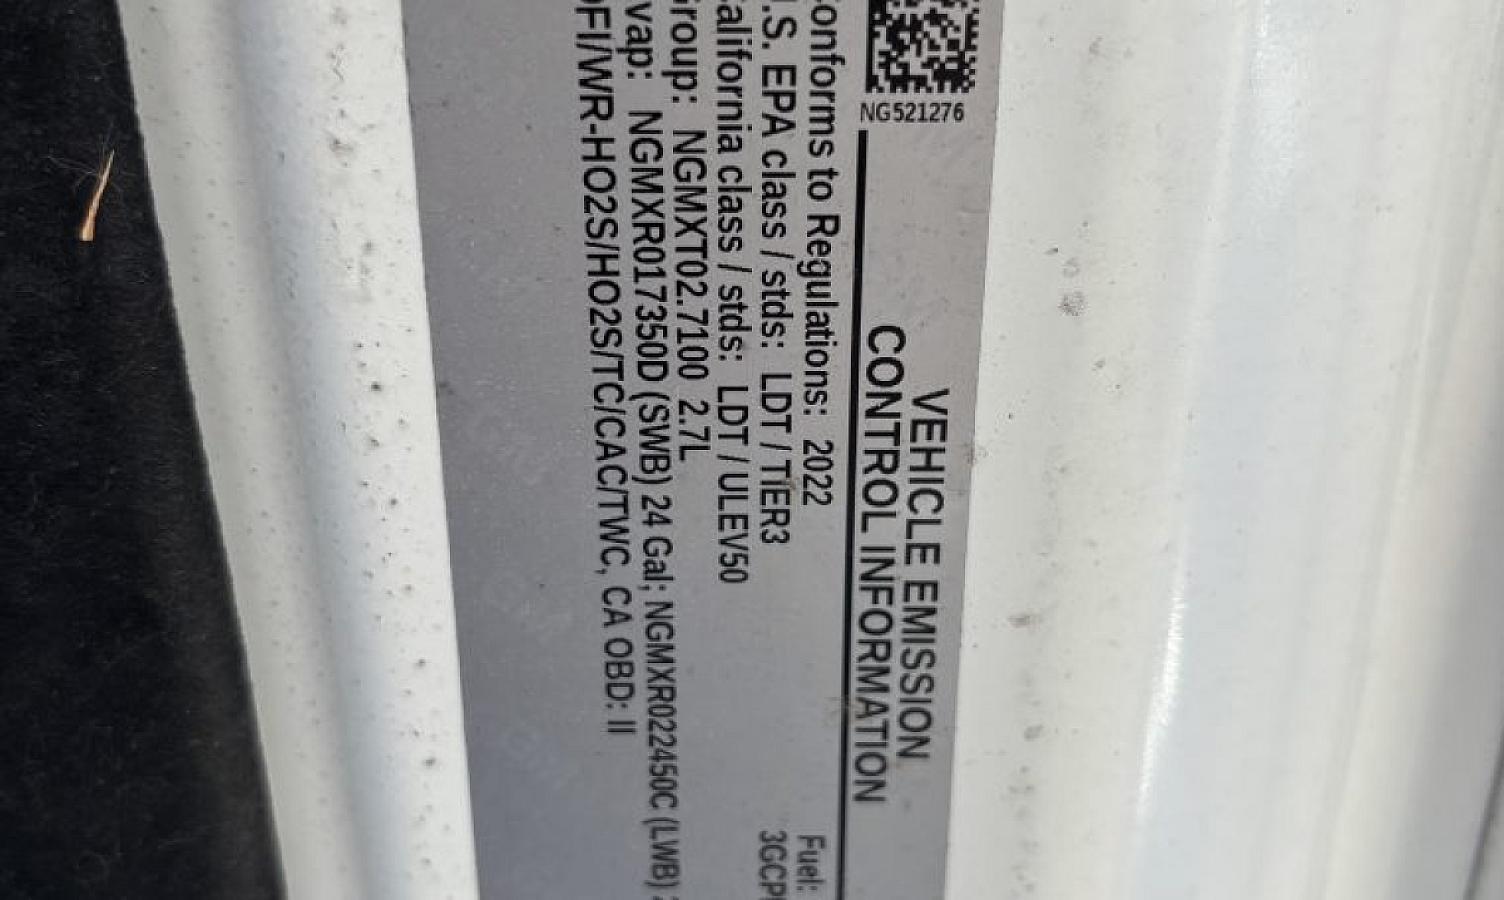 NG521276
VEHICLE EMISSION
CONTROL INFORMATION
onforms to Regulations: 2022
Fuel:
.S. EPA class / stds: LDT / TIER3
3GCP
alifornia class / stds: LDT / ULEV50
roup: NGMXT02.7100 2.7L
vap: NGMXR017350D (SWB) 24 Gal; NGMXR022450C (LWB)
DFI/WR-HO2S/HO2S/TC/CAC/TWC, CA OBD: II